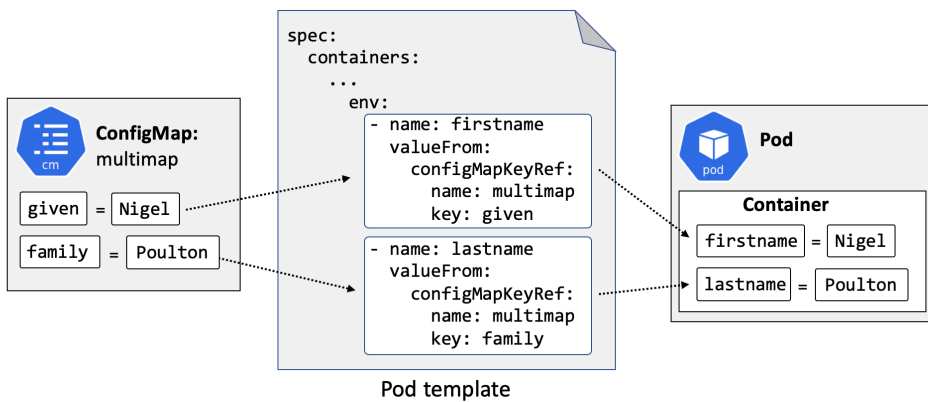 ConfigMap:
multimap
cm
given = Nigel
family = Poulton
spec:
containers:
...
env:
- name: firstname
valueFrom:
configMapKeyRef:
name: multimap
key: given
- name: lastname
valueFrom:
configMapKeyRef:
name: multimap
key: family
Pod template
Pod
pod
Container
firstname = Nigel
lastname = Poulton